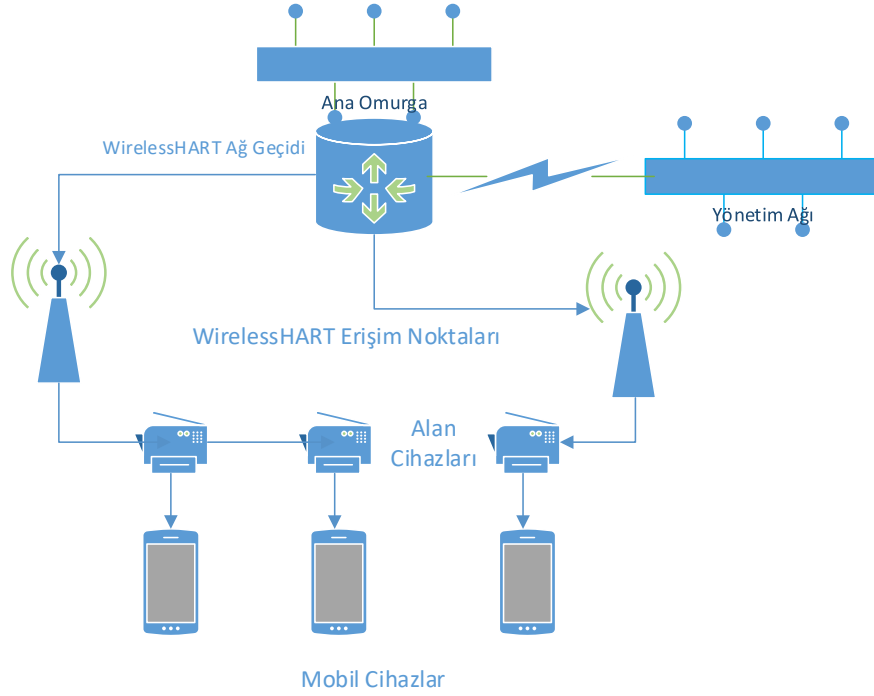 Ana Omurga
WirelessHART Ağ Geçidi
Yönetim Ağı
WirelessHART Erişim Noktaları
Alan
Cihazları
Mobil Cihazlar